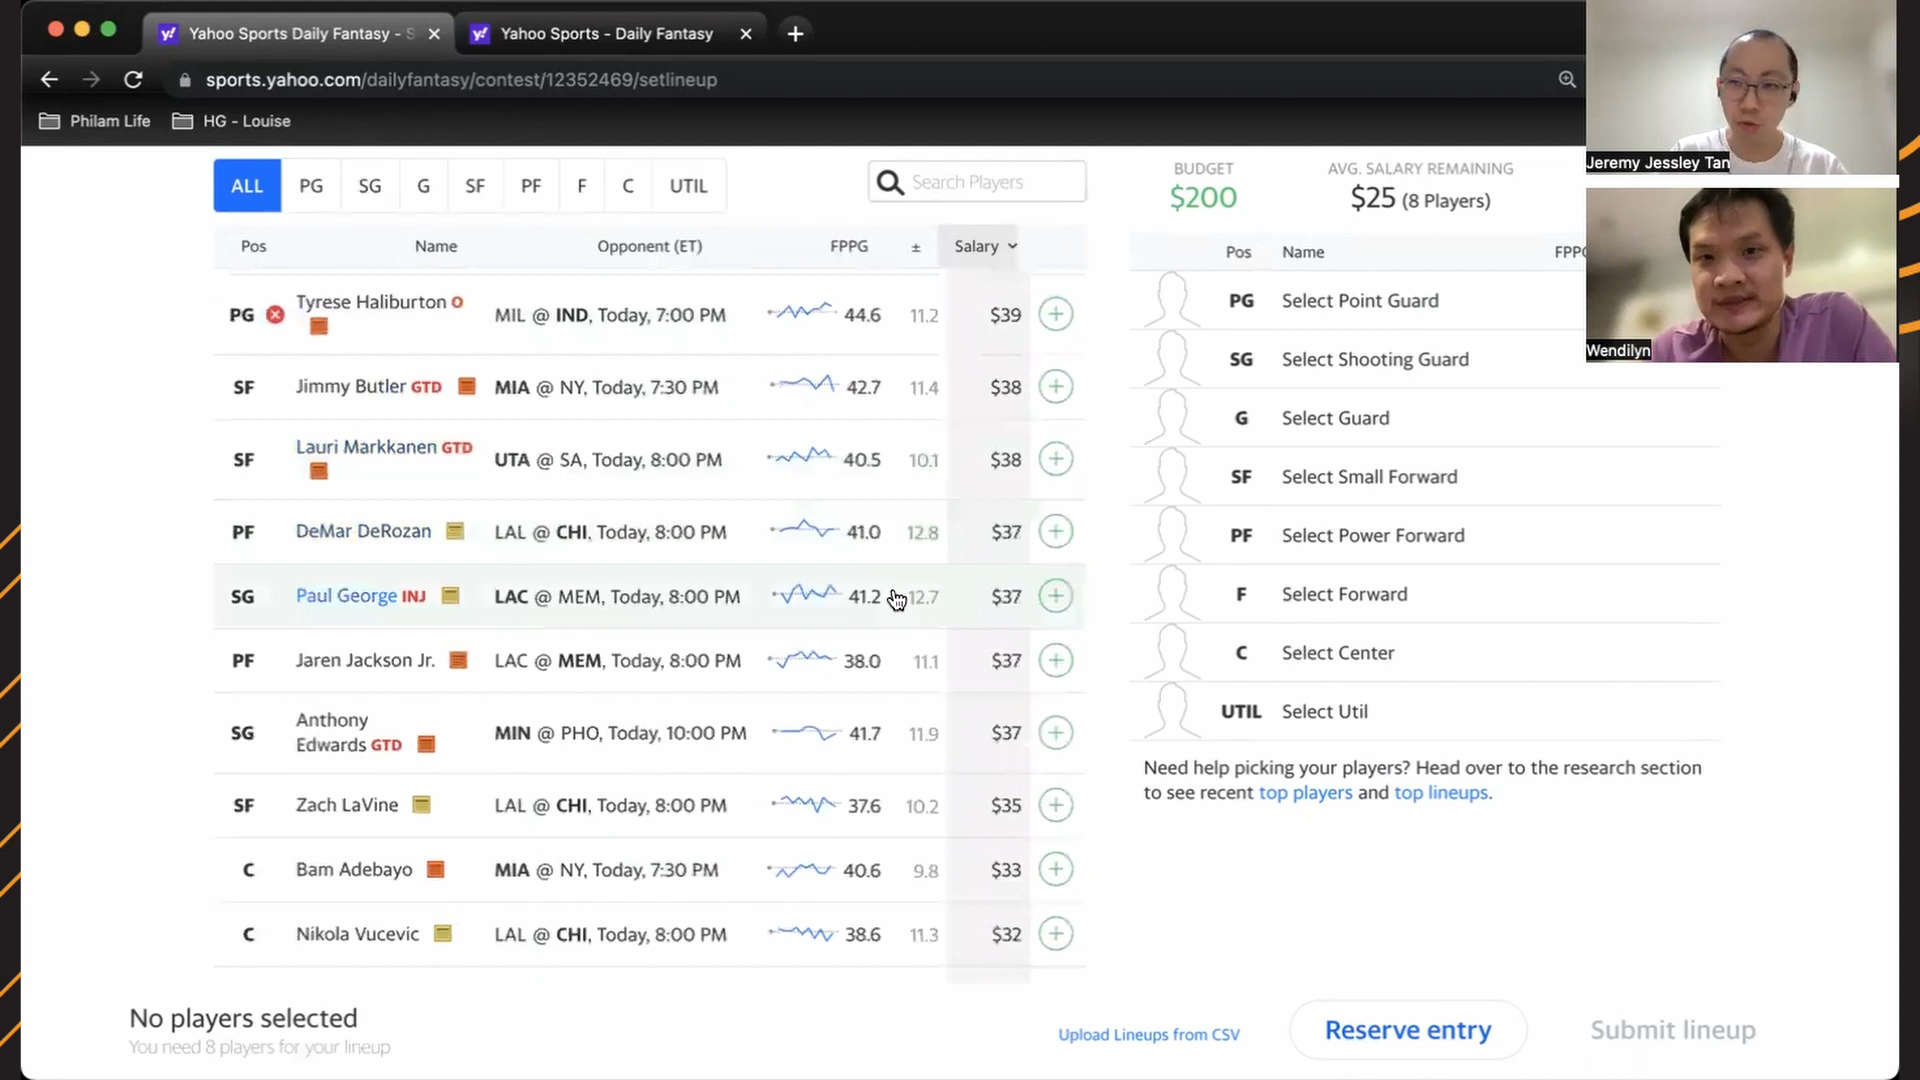 Yahoo Sports Daily Fantasy - S
Yahoo Sports - Daily Fantasy
sports.yahoo.com/dailyfantasy/contest/12352469/setlineup
Philam Life
HG - Louise
Jeremy Jessley Tan
Wendilyn
ALL PG SG G SF PF F C UTIL
Search Players
BUDGET
$200
AVG. SALARY REMAINING
$25 (8 Players)
Pos Name Opponent (ET) FPPG ± Salary
PG Tyrese Haliburton O MIL @ IND, Today, 7:00 PM 44.6 11.2 $39
SF Jimmy Butler GTD MIA @ NY, Today, 7:30 PM 42.7 11.4 $38
SF Lauri Markkanen GTD UTA @ SA, Today, 8:00 PM 40.5 10.1 $38
PF DeMar DeRozan LAL @ CHI, Today, 8:00 PM 41.0 12.8 $37
SG Paul George INJ LAC @ MEM, Today, 8:00 PM 41.2 12.7 $37
PF Jaren Jackson Jr. LAC @ MEM, Today, 8:00 PM 38.0 11.1 $37
SG Anthony Edwards GTD MIN @ PHO, Today, 10:00 PM 41.7 11.9 $37
SF Zach LaVine LAL @ CHI, Today, 8:00 PM 37.6 10.2 $35
C Bam Adebayo MIA @ NY, Today, 7:30 PM 40.6 9.8 $33
C Nikola Vucevic LAL @ CHI, Today, 8:00 PM 38.6 11.3 $32
Pos Name FPPG
PG Select Point Guard
SG Select Shooting Guard
G Select Guard
SF Select Small Forward
PF Select Power Forward
F Select Forward
C Select Center
UTIL Select Util
Need help picking your players? Head over to the research section
to see recent top players and top lineups.
No players selected
You need 8 players for your lineup
Upload Lineups from CSV
Reserve entry
Submit lineup